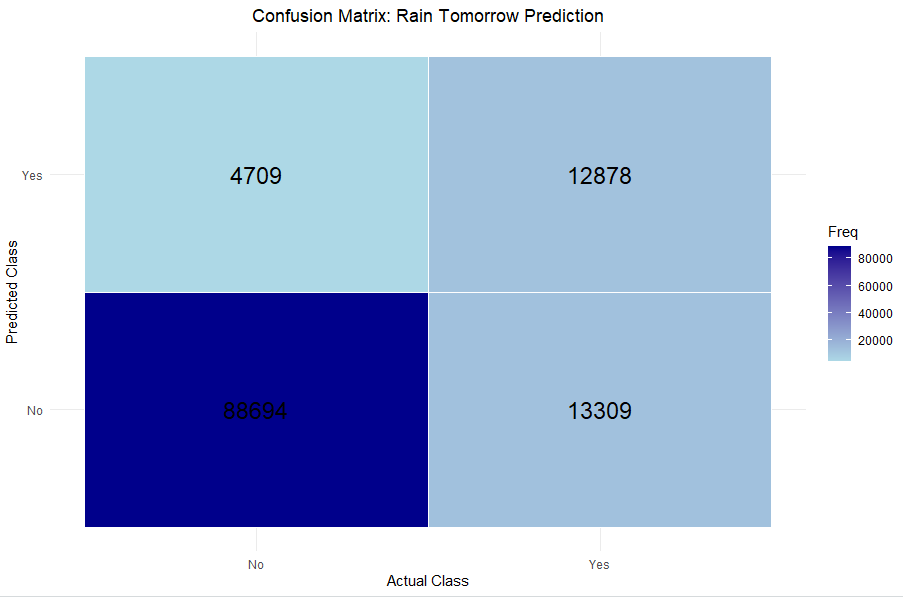 Confusion Matrix: Rain Tomorrow Prediction
Yes
4709
12878
Predicted Class
No
88694
13309
No
Yes
Actual Class
Freq
80000
60000
40000
20000